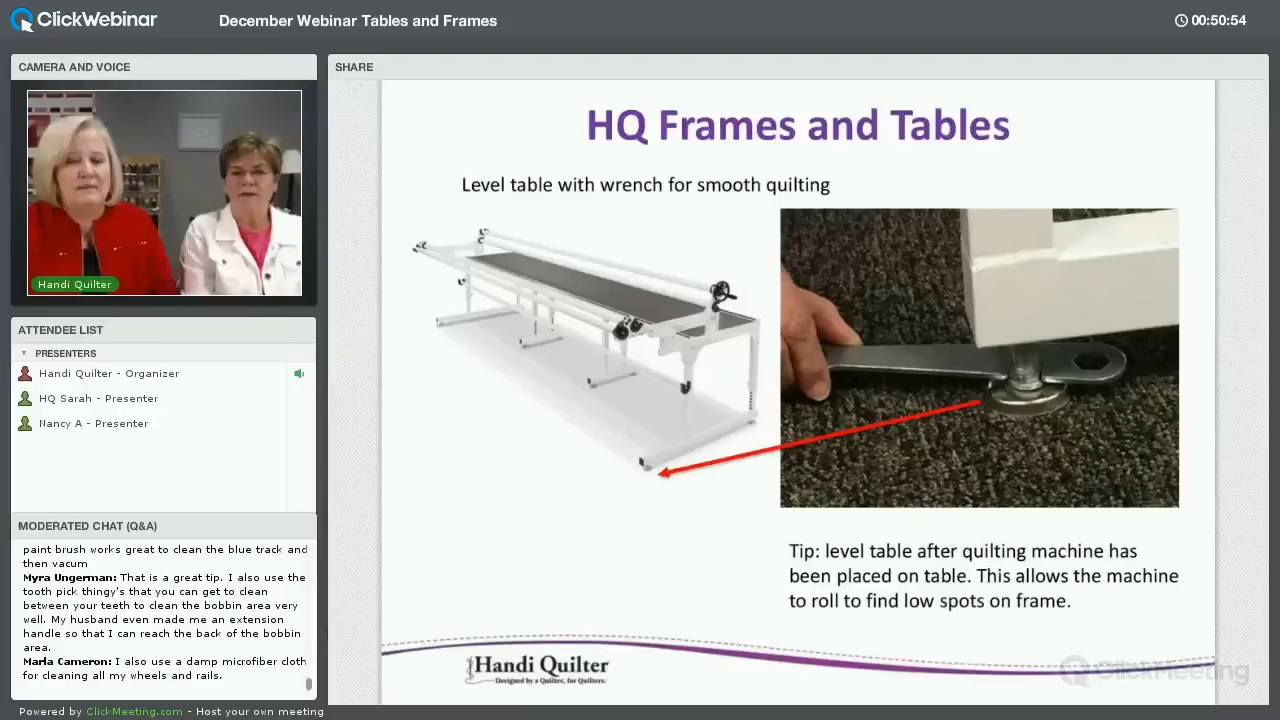 ClickWebinar
December Webinar Tables and Frames
00:50:54
CAMERA AND VOICE
Handi Quilter
ATTENDEE LIST
PRESENTERS
Handi Quilter - Organizer
HQ Sarah - Presenter
Nancy A - Presenter
MODERATED CHAT (Q&A)
paint brush works great to clean the blue track and
then vacum
Myra Ungerman: That is a great tip. I also use the
tooth pick thingy's that you can get to clean
between your teeth to clean the bobbin area very
well. My husband even made me an extension
handle so that I can reach the back of the bobbin
Marla Cameron: I use a damp microfiber cloth
for cleaning all my wheels and rails.
Powered by ClickMeeting.com - Host your own meeting
SHARE
HQ Frames and Tables
Level table with wrench for smooth quilting
Tip: level table after quilting machine has
been placed on table. This allows the machine
to roll to find low spots on frame.
Handi Quilter
Designed by a Quilter, for Quilters.
ClickMeeting